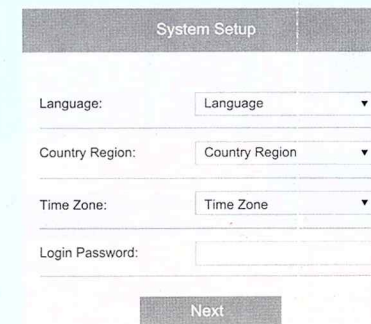 System Setup
Language: Language
Country Region: Country Region
Time Zone: Time Zone
Login Password:
Next